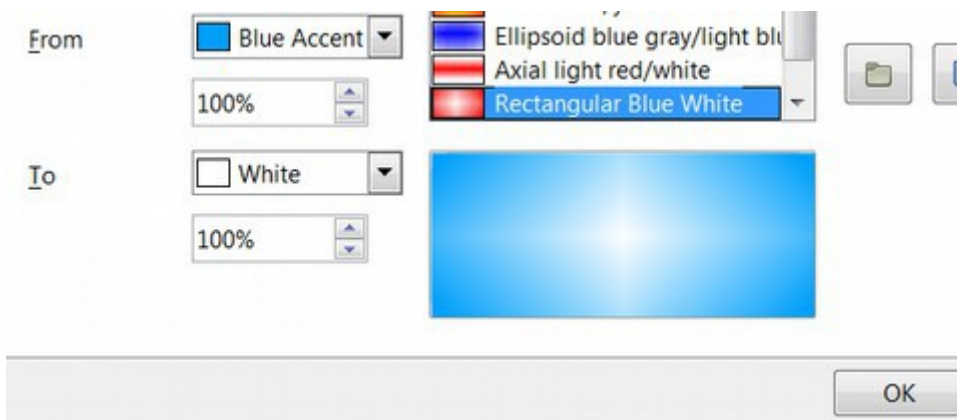 From
Blue Accent
Ellipsoid blue gray/light blu
Axial light red/white
100%
Rectangular Blue White
To
White
100%
OK